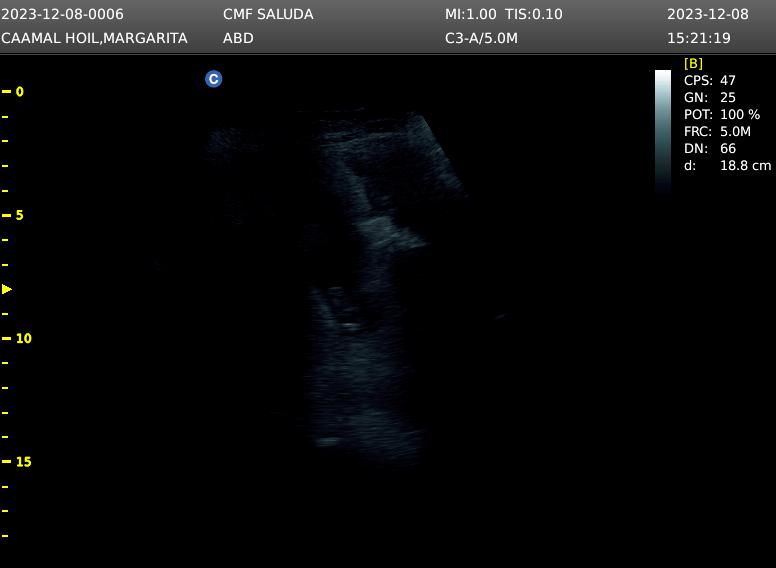 2023-12-08-0006 CMF SALUDA MI:1.00 TIS:0.10 2023-12-08
CAAMAL HOIL,MARGARITA ABD C3-A/5.0M 15:21:19
[B]
CPS: 47
GN: 25
POT: 100 %
FRC: 5.0M
DN: 66
d: 18.8 cm
C
0
5
10
15